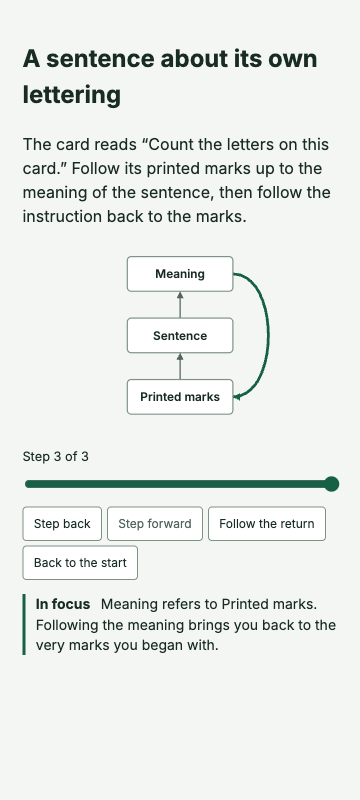 A sentence about its own
lettering
The card reads “Count the letters on this
card.” Follow its printed marks up to the
meaning of the sentence, then follow the
instruction back to the marks.
Meaning
Sentence
Printed marks
Step 3 of 3
Step back
Step forward
Follow the return
Back to the start
In focus Meaning refers to Printed marks.
Following the meaning brings you back to the
very marks you began with.